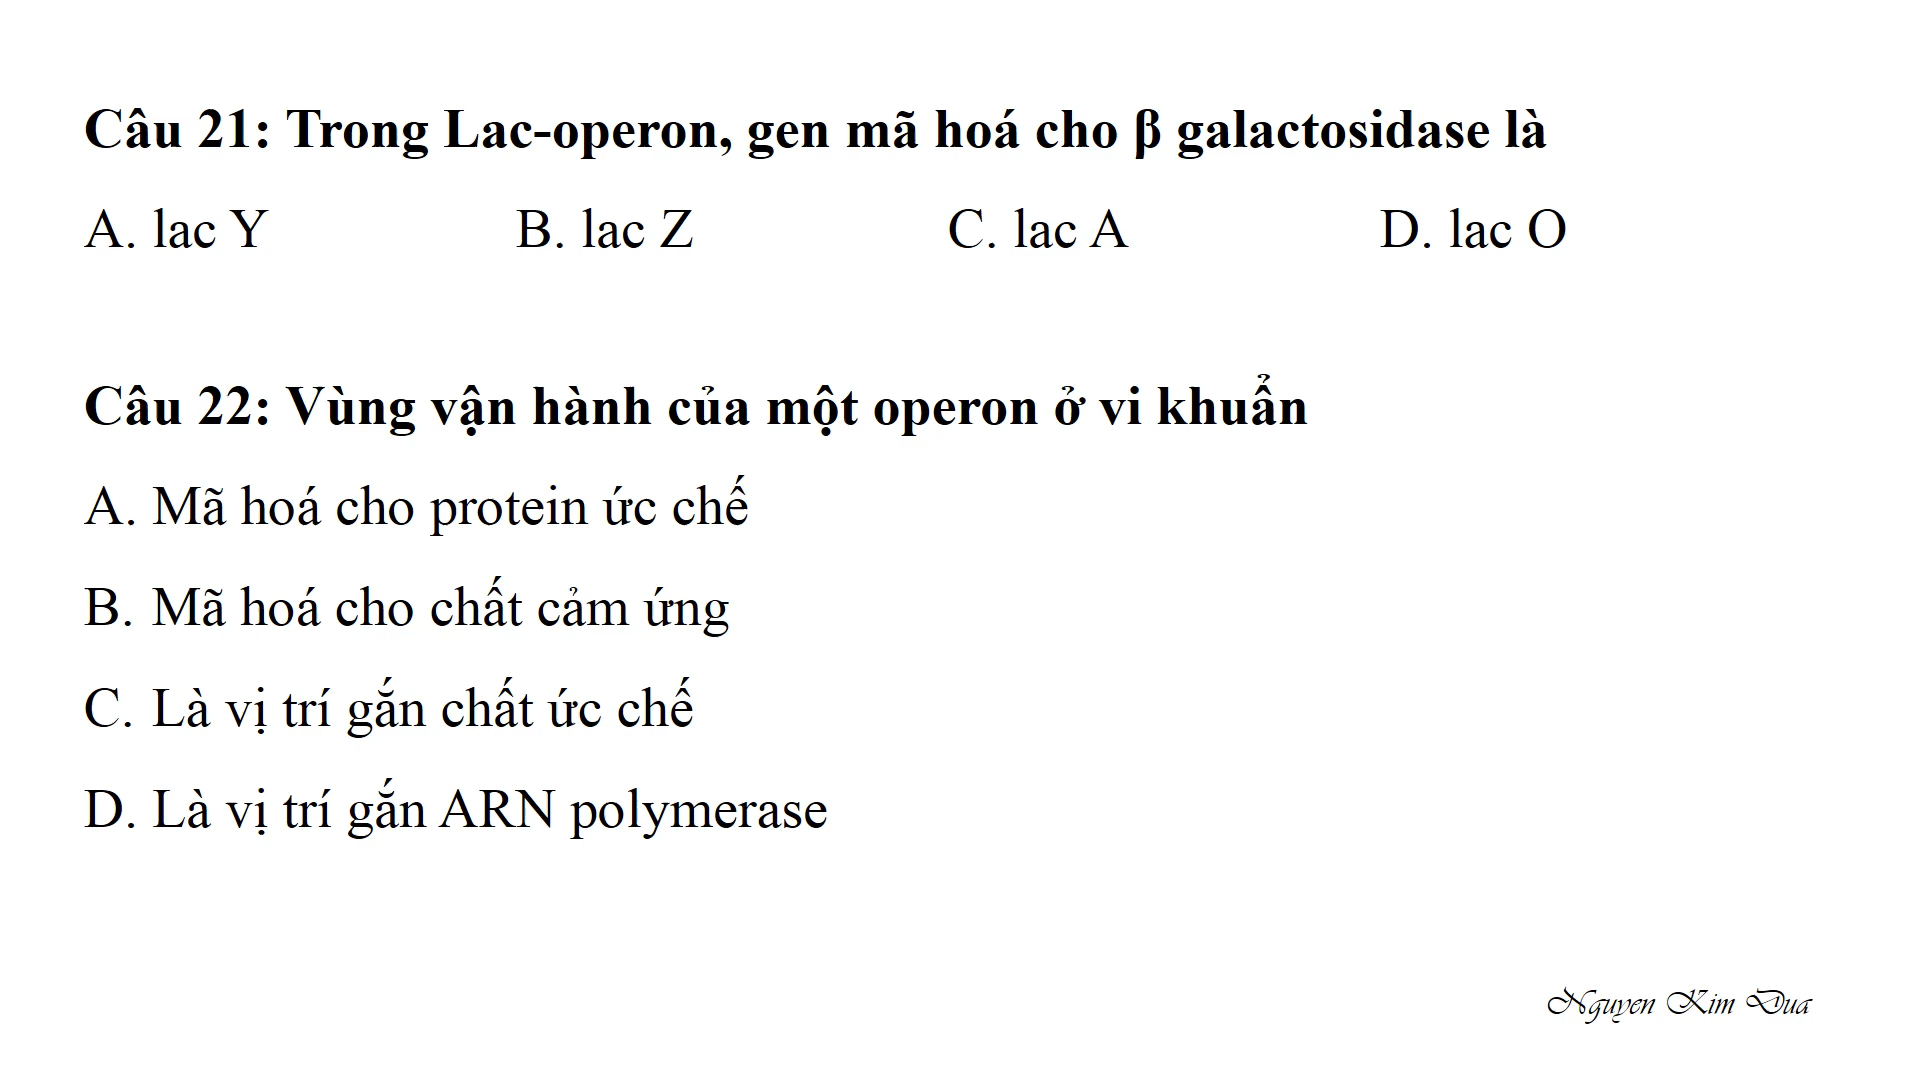 Câu 21: Trong Lac-operon, gen mã hoá cho β galactosidase là
A. lac Y B. lac Z C. lac A D. lac O
Câu 22: Vùng vận hành của một operon ở vi khuẩn
A. Mã hoá cho protein ức chế
B. Mã hoá cho chất cảm ứng
C. Là vị trí gắn chất ức chế
D. Là vị trí gắn ARN polymerase
Nguyen Kim Dua